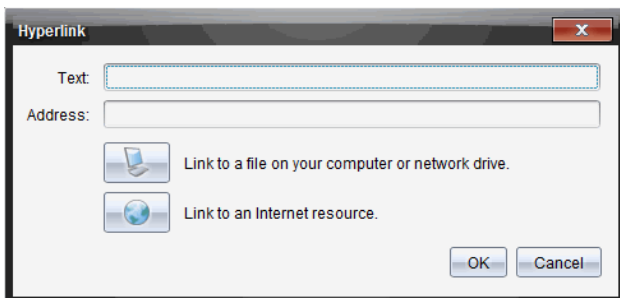 Hyperlink
Text:
Address:
Link to a file on your computer or network drive.
Link to an Internet resource.
OK Cancel